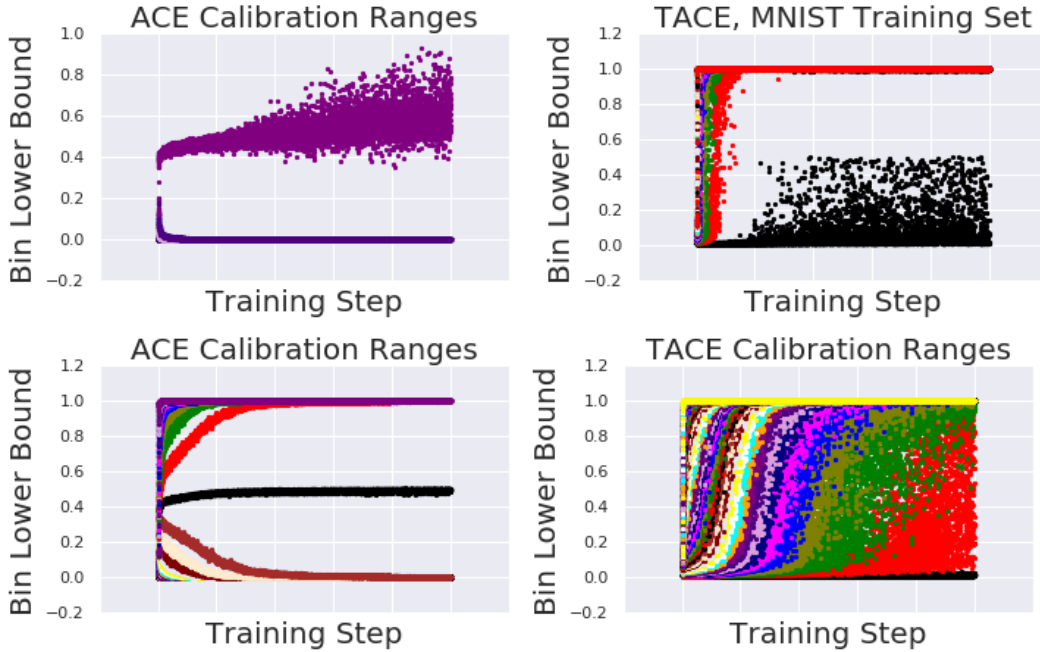 ACE Calibration Ranges
Bin Lower Bound
1.0
0.8
0.6
0.4
0.2
0.0
−0.2
Training Step
TACE, MNIST Training Set
Bin Lower Bound
1.2
1.0
0.8
0.6
0.4
0.2
0.0
−0.2
Training Step
ACE Calibration Ranges
Bin Lower Bound
1.2
1.0
0.8
0.6
0.4
0.2
0.0
−0.2
Training Step
TACE Calibration Ranges
Bin Lower Bound
1.2
1.0
0.8
0.6
0.4
0.2
0.0
−0.2
Training Step